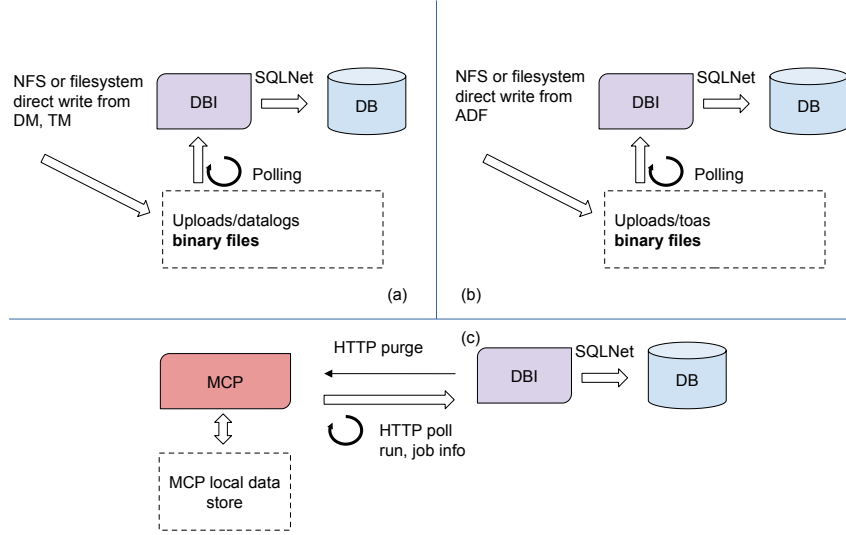 NFS or filesystem
direct write from
DM, TM
DBI
SQLNet
DB
Polling
Uploads/datalogs
binary files
(a)
NFS or filesystem
direct write from
ADF
DBI
SQLNet
DB
Polling
Uploads/toas
binary files
(b)
(c)
MCP
HTTP purge
DBI
SQLNet
DB
HTTP poll
run, job info
MCP local data
store